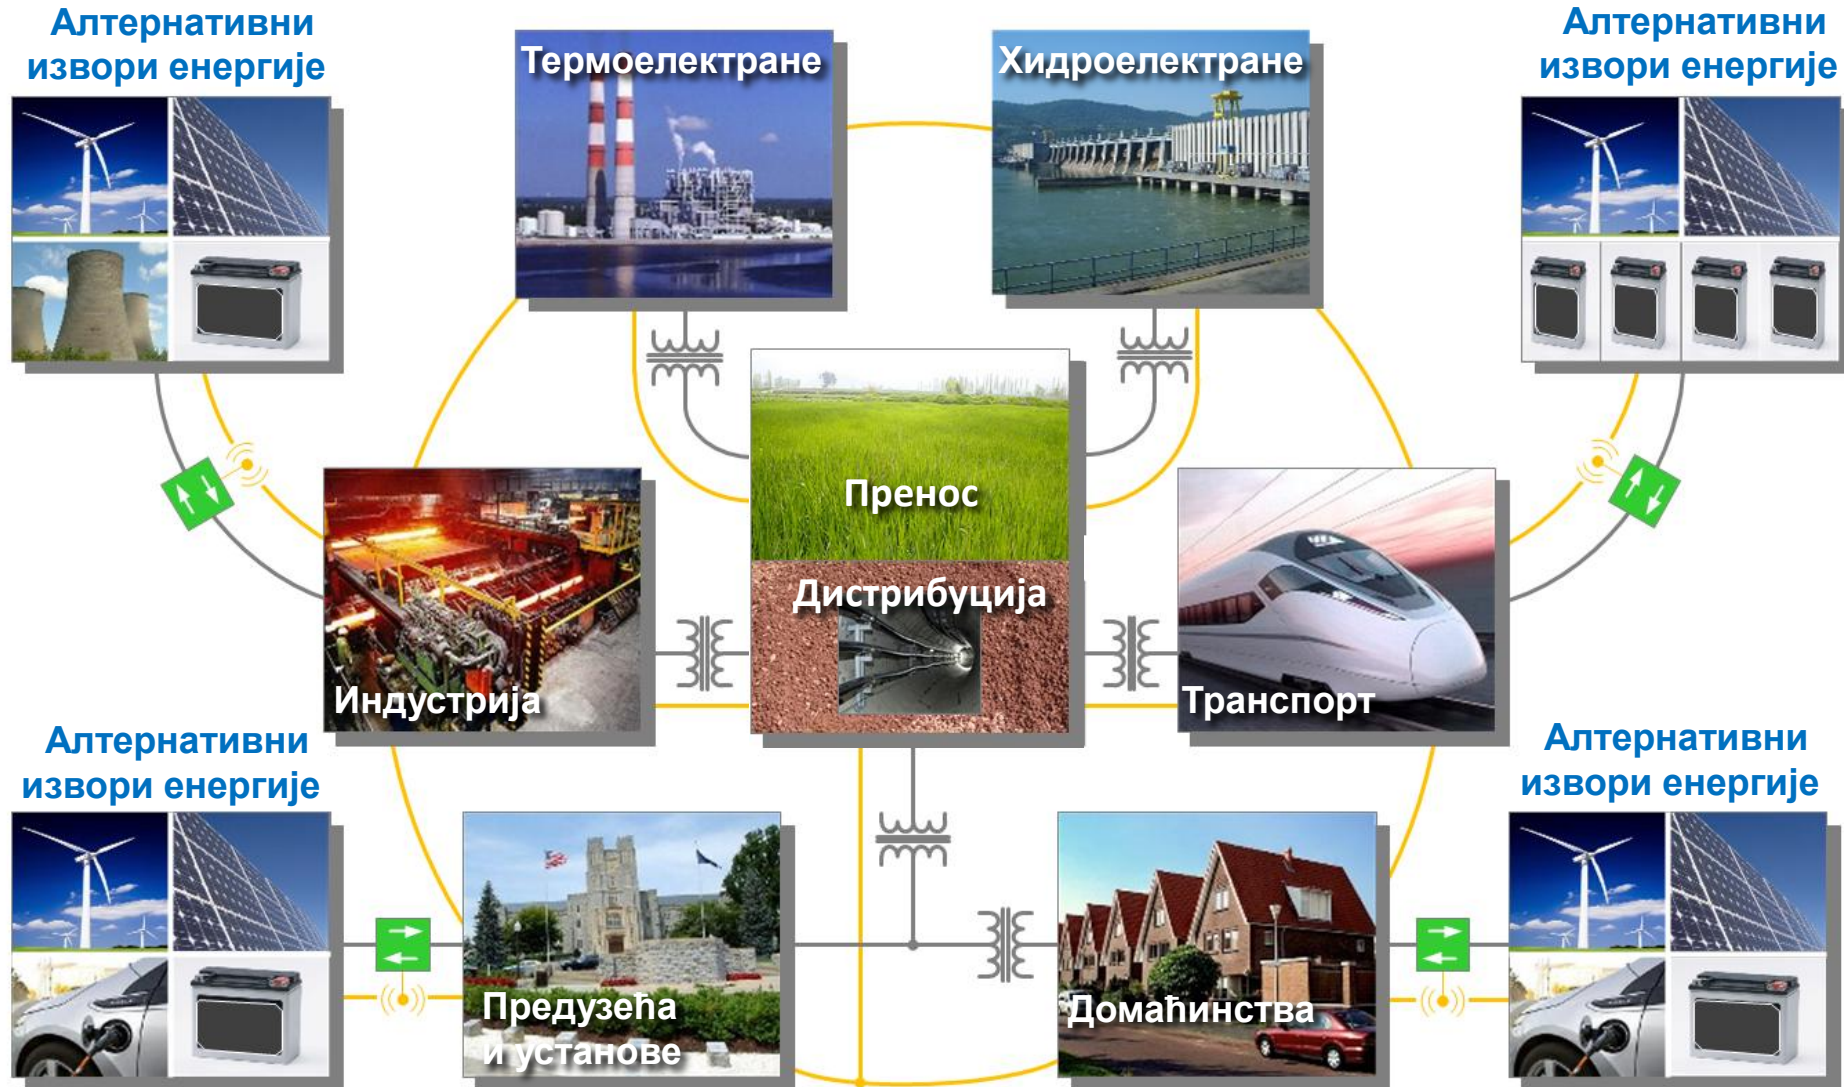 Алтернативни
извори енергије
Термоелектране
Хидроелектране
Алтернативни
извори енергије
Пренос
Дистрибуција
Индустрија
Транспорт
Алтернативни
извори енергије
Алтернативни
извори енергије
Предузећа
и установе
Домаћинства